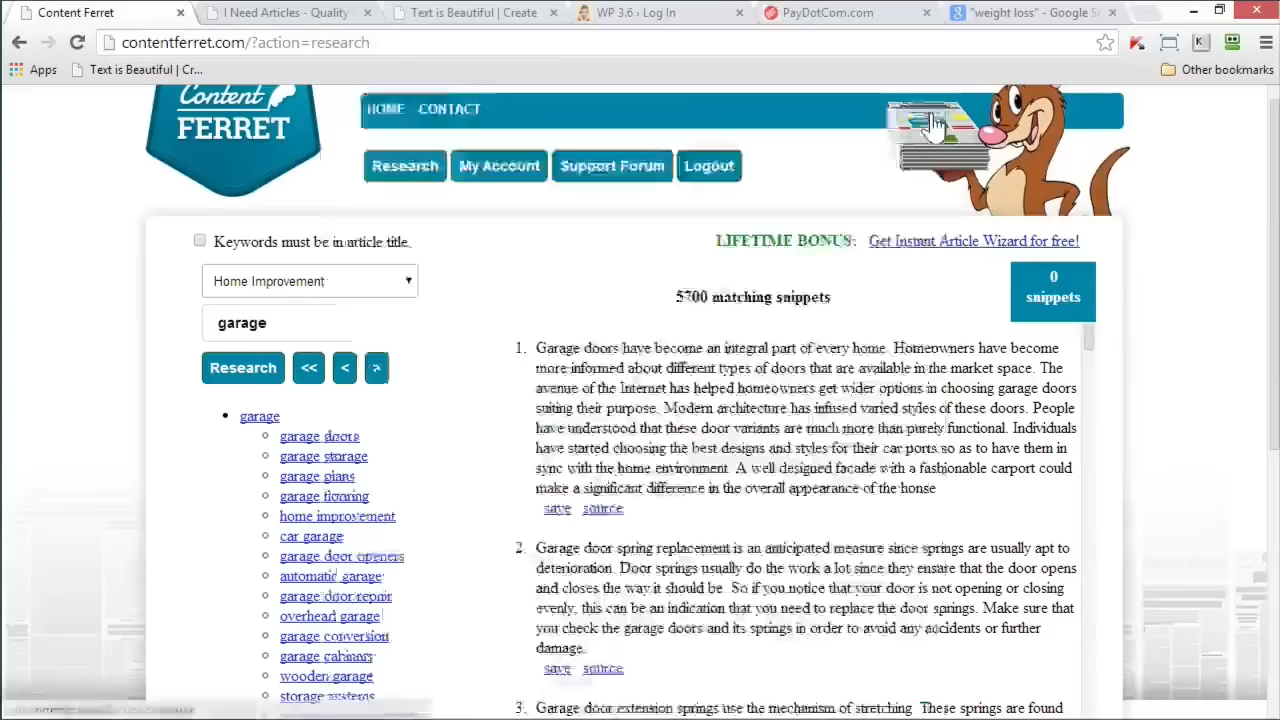 Content Ferret
I Need Articles - Quality
Text is Beautiful | Create
WP 3.6 › Log In
PayDotCom.com
"weight loss" - Google S
contentferret.com/?action=research
Apps
Text is Beautiful | Cr...
Other bookmarks
Content
FERRET
HOME CONTACT
Research My Account Support Forum Logout
Keywords must be in article title
LIFETIME BONUS: Get Instant Article Wizard for free!
Home Improvement
0
snippets
5700 matching snippets
garage
Research << < >
garage
garage doors
garage storage
garage plans
garage flooring
home improvement
car garage
garage door openers
automatic garage
garage door repair
overhead garage
garage conversion
garage cabinets
wooden garage
storage systems
1. Garage doors have become an integral part of every home. Homeowners have become
more informed about different types of doors that are available in the market space. The
avenue of the Internet has helped homeowners get wider options in choosing garage doors
suiting their purpose. Modern architecture has infused varied styles of these doors. People
have understood that these door variants are much more than purely functional. Individuals
have started choosing the best designs and styles for their car ports so as to have them in
sync with the home environment. A well designed facade with a fashionable carport could
make a significant difference in the overall appearance of the house
save source
2. Garage door spring replacement is an anticipated measure since springs are usually apt to
deterioration. Door springs usually do the work a lot since they ensure that the door opens
and closes the way it should be. So if you notice that your door is not opening or closing
evenly, this can be an indication that you need to replace the door springs. Make sure that
you check the garage doors and its springs in order to avoid any accidents or further
damage.
save source
3. Garage door extension springs use the mechanism of stretching. These springs are found